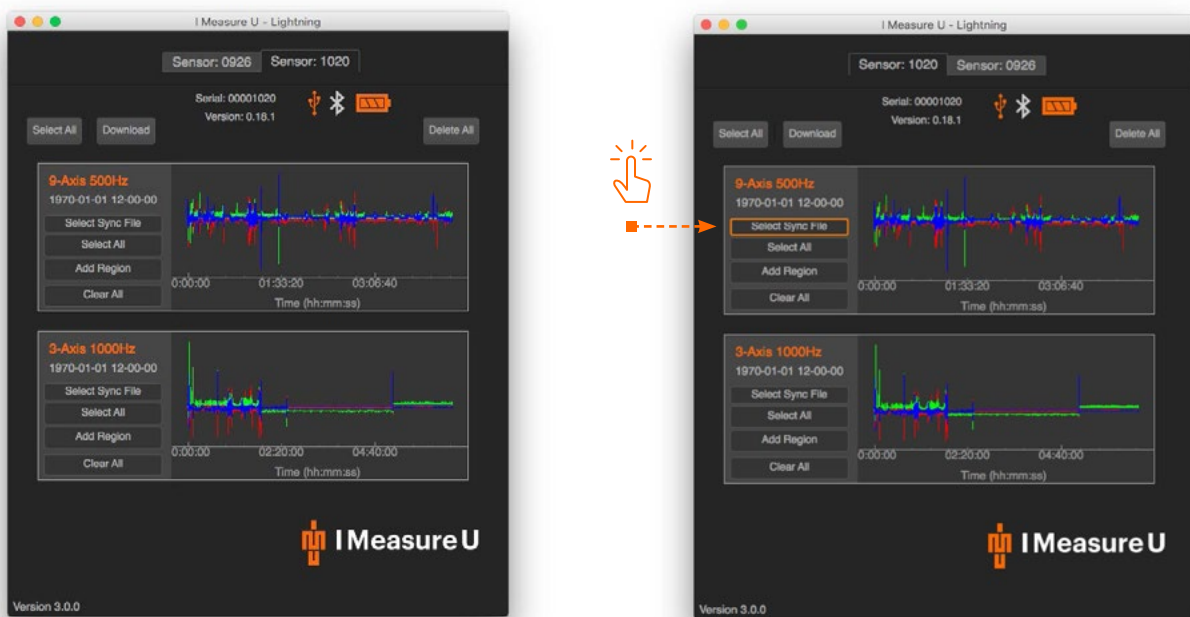 I Measure U - Lightning
Sensor: 0926 Sensor: 1020
Serial: 00001020
Version: 0.18.1
Select All Download Delete All
9-Axis 500Hz
1970-01-01 12-00-00
Select Sync File
Select All
Add Region
Clear All
0:00:00 01:33:20 03:06:40
Time (hh:mm:ss)
3-Axis 1000Hz
1970-01-01 12-00-00
Select Sync File
Select All
Add Region
Clear All
0:00:00 02:20:00 04:40:00
Time (hh:mm:ss)
I Measure U
Version 3.0.0
I Measure U - Lightning
Sensor: 1020 Sensor: 0926
Serial: 00001020
Version: 0.18.1
Select All Download Delete All
9-Axis 500Hz
1970-01-01 12-00-00
Select Sync File
Select All
Add Region
Clear All
0:00:00 01:33:20 03:06:40
Time (hh:mm:ss)
3-Axis 1000Hz
1970-01-01 12-00-00
Select Sync File
Select All
Add Region
Clear All
0:00:00 02:20:00 04:40:00
Time (hh:mm:ss)
I Measure U
Version 3.0.0